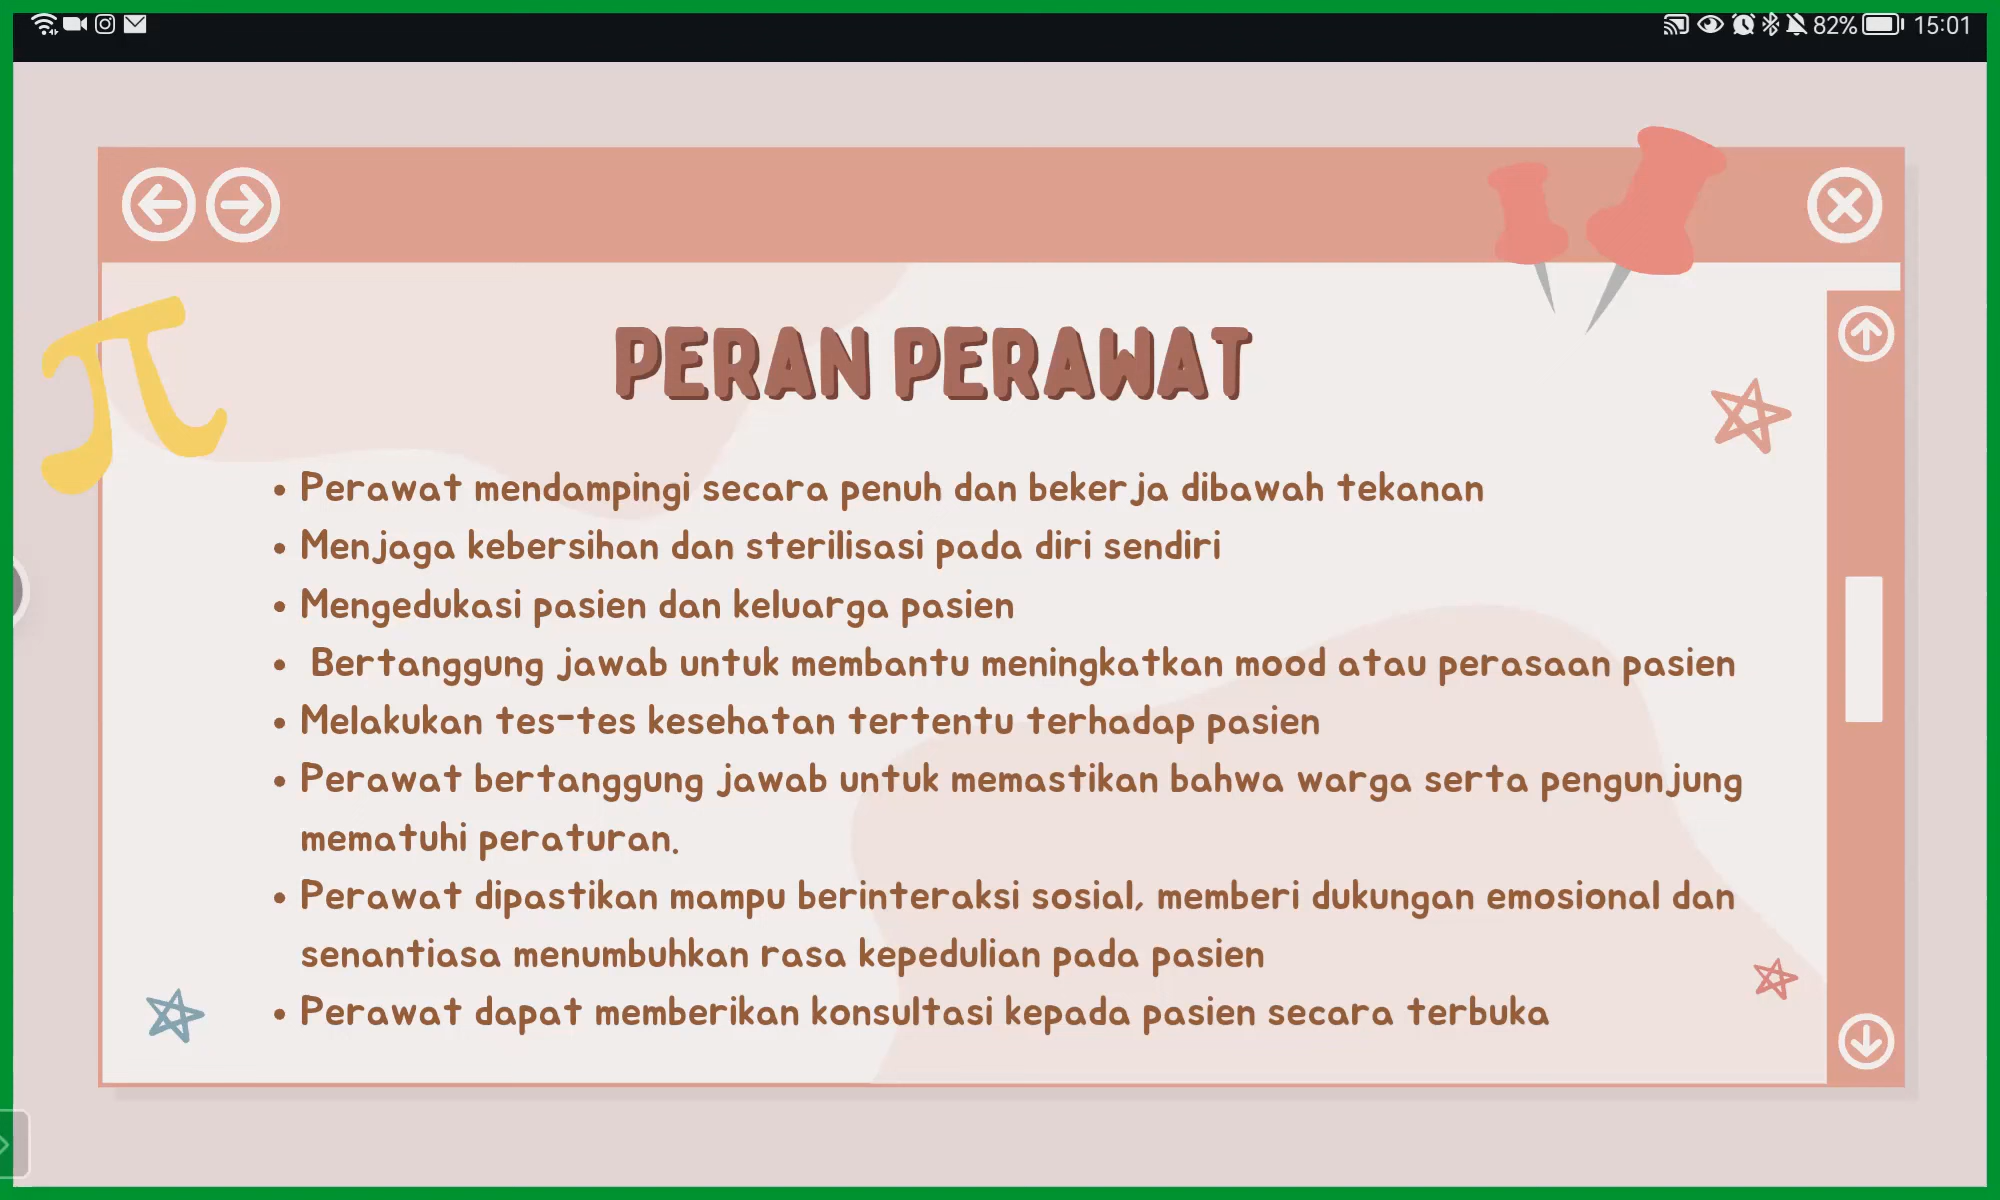 82% 15:01
PERAN PERAWAT
• Perawat mendampingi secara penuh dan bekerja dibawah tekanan
• Menjaga kebersihan dan sterilisasi pada diri sendiri
• Mengedukasi pasien dan keluarga pasien
• Bertanggung jawab untuk membantu meningkatkan mood atau perasaan pasien
• Melakukan tes-tes kesehatan tertentu terhadap pasien
• Perawat bertanggung jawab untuk memastikan bahwa warga serta pengunjung
mematuhi peraturan.
• Perawat dipastikan mampu berinteraksi sosial, memberi dukungan emosional dan
senantiasa menumbuhkan rasa kepedulian pada pasien
• Perawat dapat memberikan konsultasi kepada pasien secara terbuka
π